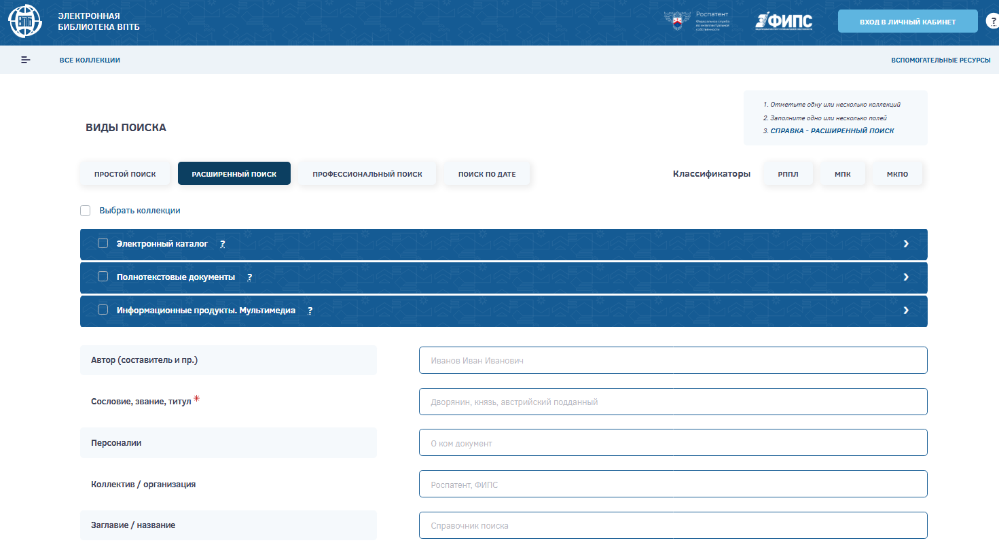 ВПТБ
ЭЛЕКТРОННАЯ
БИБЛИОТЕКА ВПТБ
Роспатент
Федеральная служба
по интеллектуальной
собственности
ФИПС
ВХОД В ЛИЧНЫЙ КАБИНЕТ
?
ВСЕ КОЛЛЕКЦИИ
ВСПОМОГАТЕЛЬНЫЕ РЕСУРСЫ
1. Отметьте одну или несколько коллекций
2. Заполните одно или несколько полей
3. СПРАВКА - РАСШИРЕННЫЙ ПОИСК
ВИДЫ ПОИСКА
ПРОСТОЙ ПОИСК
РАСШИРЕННЫЙ ПОИСК
ПРОФЕССИОНАЛЬНЫЙ ПОИСК
ПОИСК ПО ДАТЕ
Классификаторы
РППЛ
МПК
МКПО
Выбрать коллекции
Электронный каталог ?
Полнотекстовые документы ?
Информационные продукты. Мультимедиа ?
Автор (составитель и пр.)
Иванов Иван Иванович
Сословие, звание, титул *
Дворянин, князь, австрийский подданный
Персоналии
О ком документ
Коллектив / организация
Роспатент, ФИПС
Заглавие / название
Справочник поиска